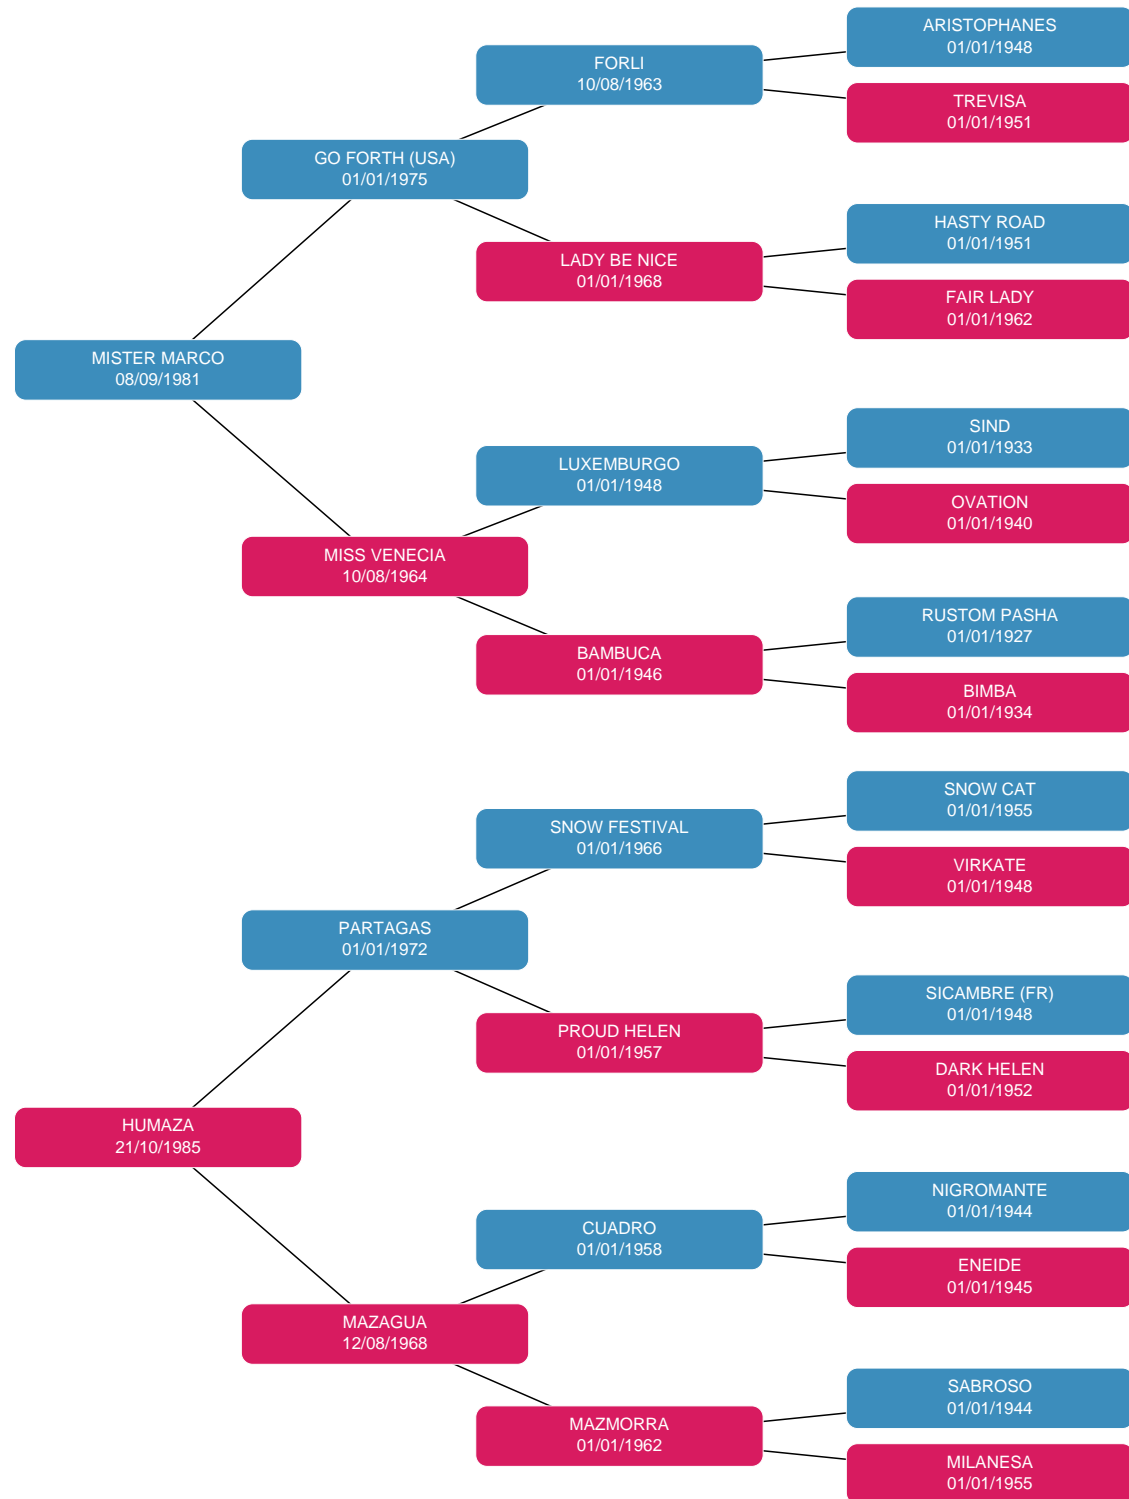 ARISTOPHANES
01/01/1948
FORLI
10/08/1963
TREVISA
01/01/1951
GO FORTH (USA)
01/01/1975
HASTY ROAD
01/01/1951
LADY BE NICE
01/01/1968
FAIR LADY
01/01/1962
MISTER MARCO
08/09/1981
SIND
01/01/1933
LUXEMBURGO
01/01/1948
OVATION
01/01/1940
MISS VENECIA
10/08/1964
RUSTOM PASHA
01/01/1927
BAMBUCA
01/01/1946
BIMBA
01/01/1934
SNOW CAT
01/01/1955
SNOW FESTIVAL
01/01/1966
VIRKATE
01/01/1948
PARTAGAS
01/01/1972
SICAMBRE (FR)
01/01/1948
PROUD HELEN
01/01/1957
DARK HELEN
01/01/1952
HUMAZA
21/10/1985
NIGROMANTE
01/01/1944
CUADRO
01/01/1958
ENEIDE
01/01/1945
MAZAGUA
12/08/1968
SABROSO
01/01/1944
MAZMORRA
01/01/1962
MILANESA
01/01/1955